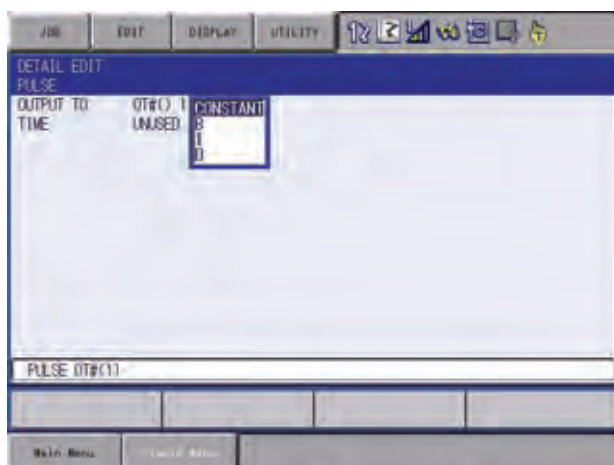 JOB EDIT DISPLAY UTILITY
DETAIL EDIT
PULSE
OUTPUT TO OT#() 1
TIME UNUSED
CONSTANT
B
I
D
PULSE OT#(1)
Main Menu